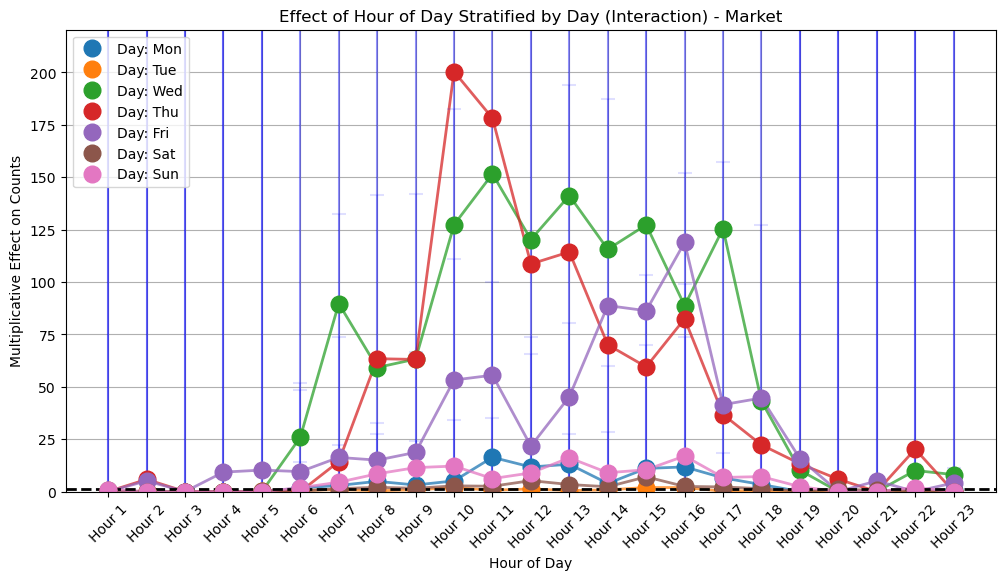 Effect of Hour of Day Stratified by Day (Interaction) - Market
Day: Mon
Day: Tue
Day: Wed
Day: Thu
Day: Fri
Day: Sat
Day: Sun
Multiplicative Effect on Counts
200
175
150
125
100
75
50
25
0
Hour 1
Hour 2
Hour 3
Hour 4
Hour 5
Hour 6
Hour 7
Hour 8
Hour 9
Hour 10
Hour 11
Hour 12
Hour 13
Hour 14
Hour 15
Hour 16
Hour 17
Hour 18
Hour 19
Hour 20
Hour 21
Hour 22
Hour 23
Hour of Day